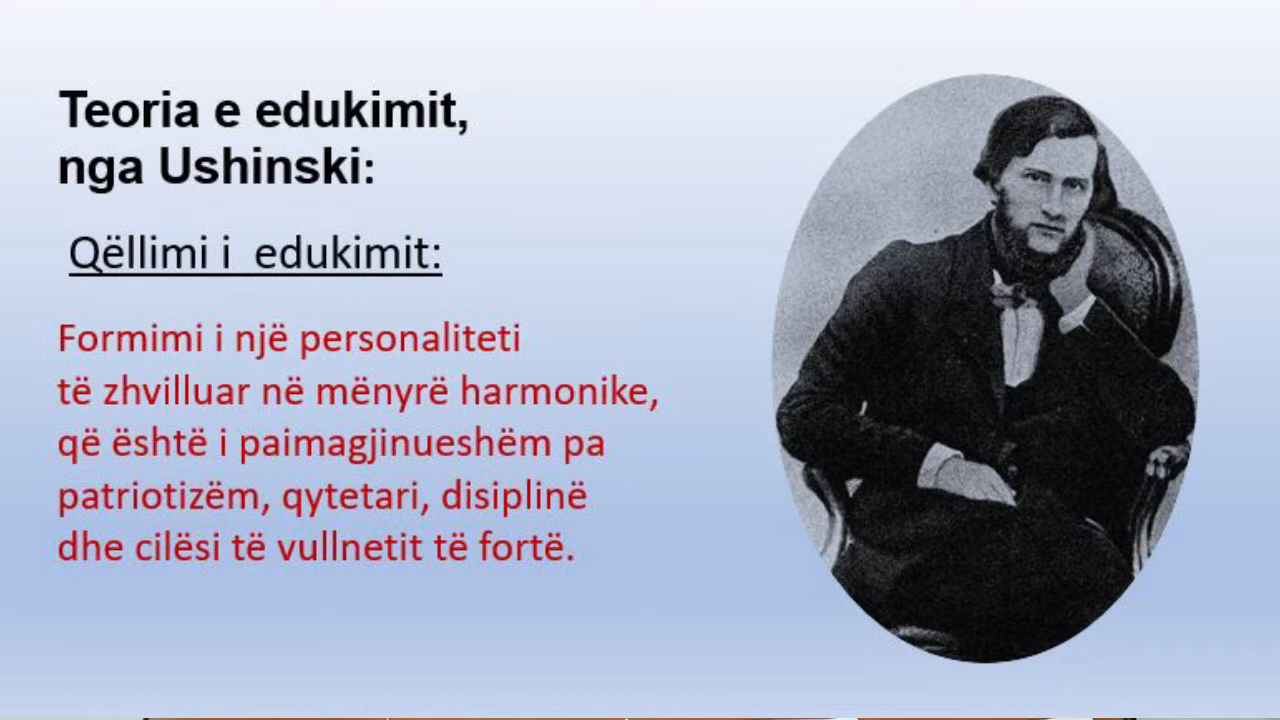 Teoria e edukimit,
nga Ushinski:
Qëllimi i  edukimit:
Formimi i një personaliteti
të zhvilluar në mënyrë harmonike,
që është i paimagjinueshëm pa
patriotizëm, qytetari, disiplinë
dhe cilësi të vullnetit të fortë.